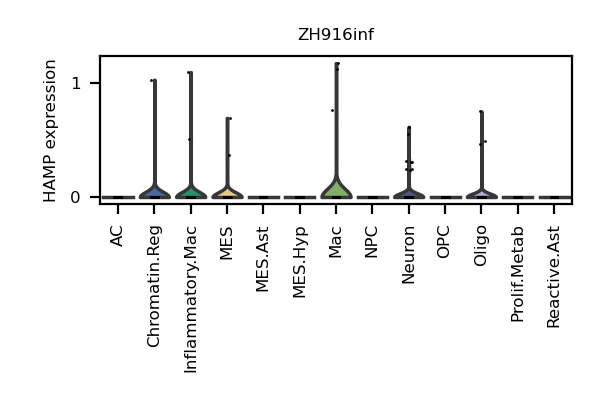 ZH916inf
HAMP expression
1
0
AC
Chromatin.Reg
Inflammatory.Mac
MES
MES.Ast
MES.Hyp
Mac
NPC
Neuron
OPC
Oligo
Prolif.Metab
Reactive.Ast